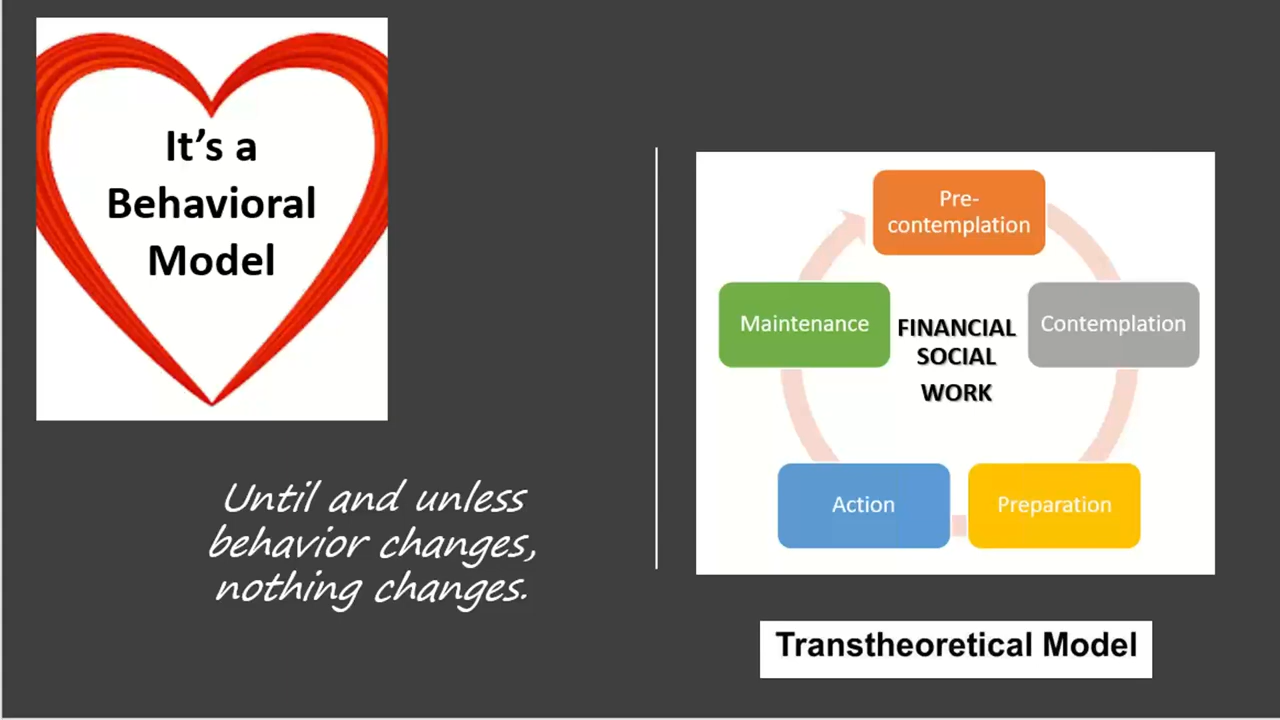 It’s a
Behavioral
Model
Until and unless
behavior changes,
nothing changes.
Pre-
contemplation
Maintenance
FINANCIAL
SOCIAL
WORK
Contemplation
Action
Preparation
Transtheoretical Model